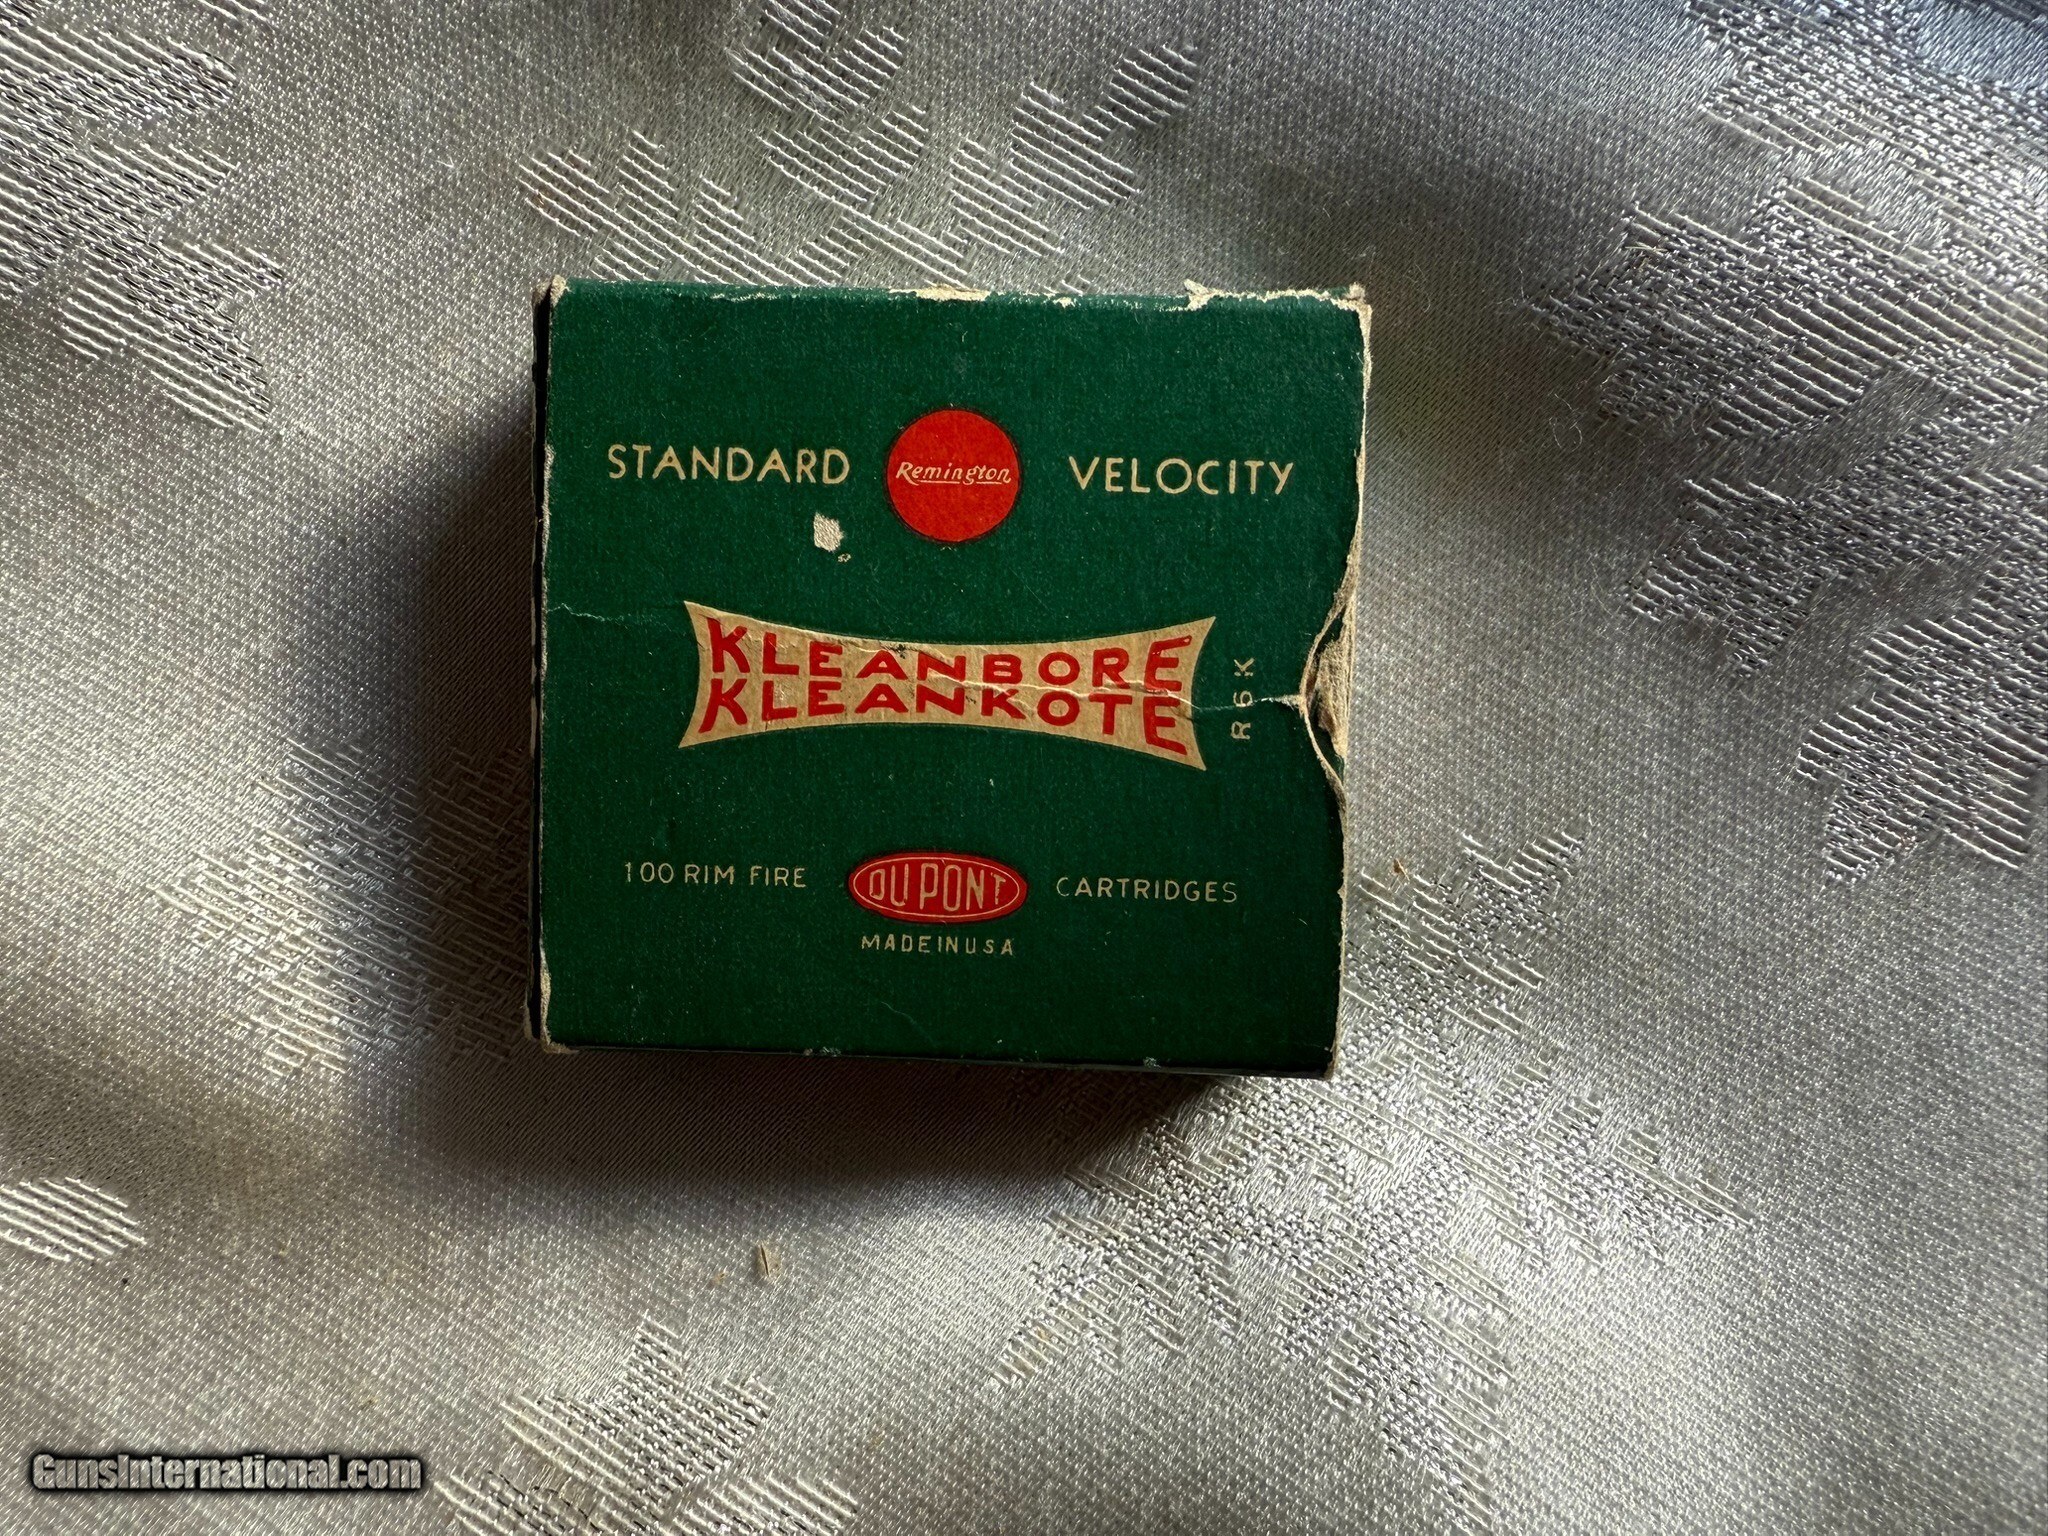 STANDARD Remington VELOCITY
KLEANBORE
KLEANKOTE
R6K
100 RIM FIRE DU PONT CARTRIDGES
MADE IN USA
GunsInternational.com